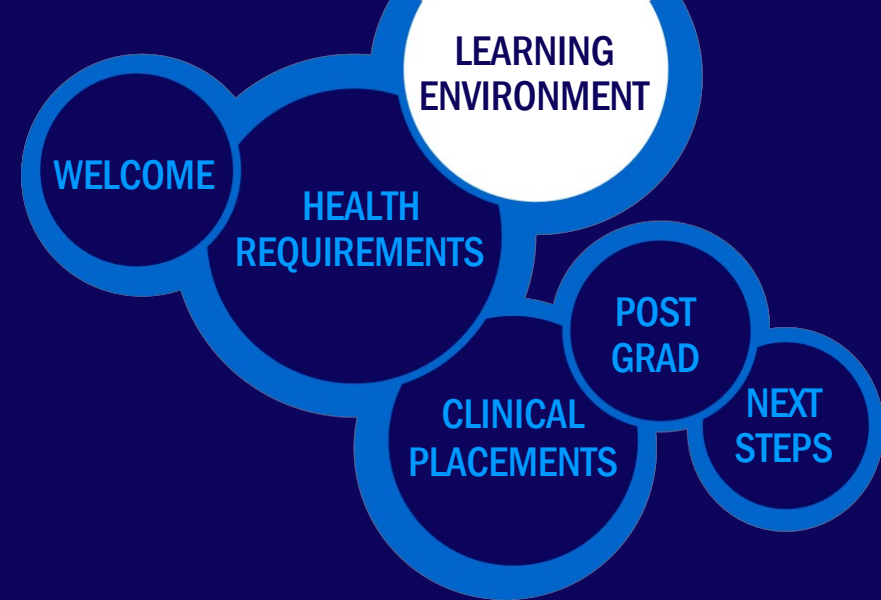 LEARNING
ENVIRONMENT
WELCOME
HEALTH
REQUIREMENTS
POST
GRAD
CLINICAL
PLACEMENTS
NEXT
STEPS